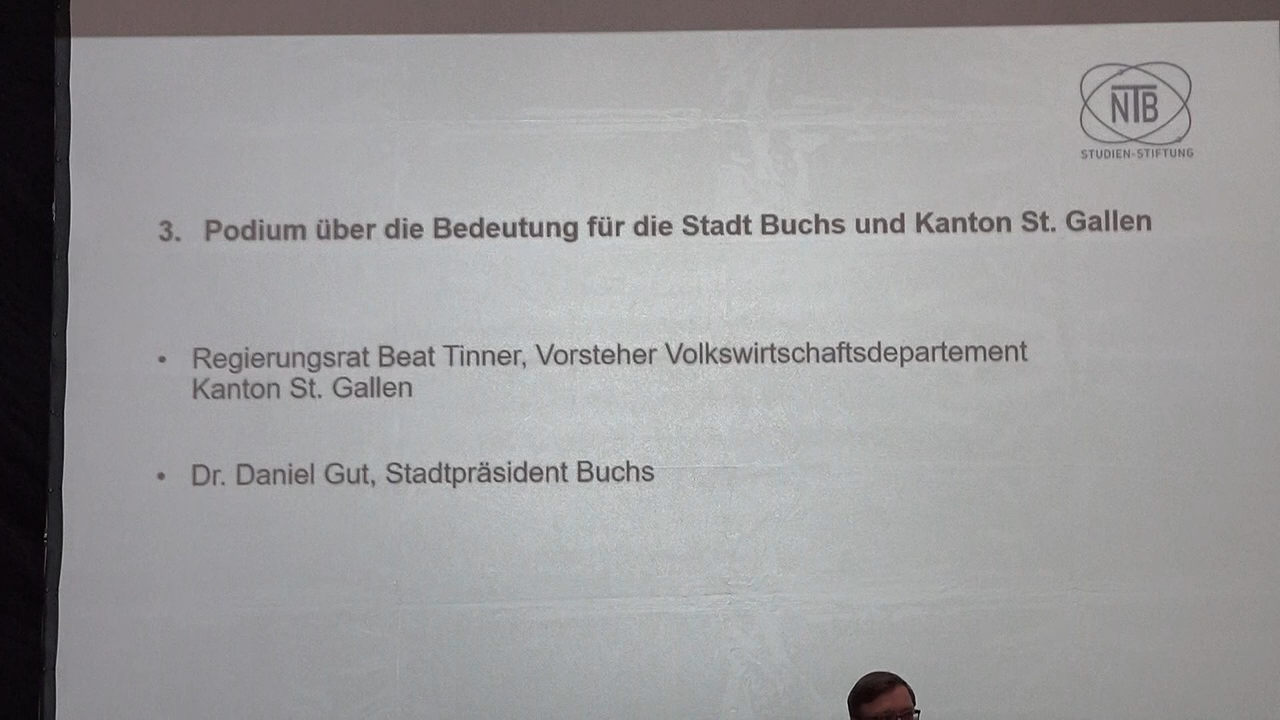 NTB
STUDIEN-STIFTUNG
3. Podium über die Bedeutung für die Stadt Buchs und Kanton St. Gallen
• Regierungsrat Beat Tinner, Vorsteher Volkswirtschaftsdepartement
Kanton St. Gallen
• Dr. Daniel Gut, Stadtpräsident Buchs